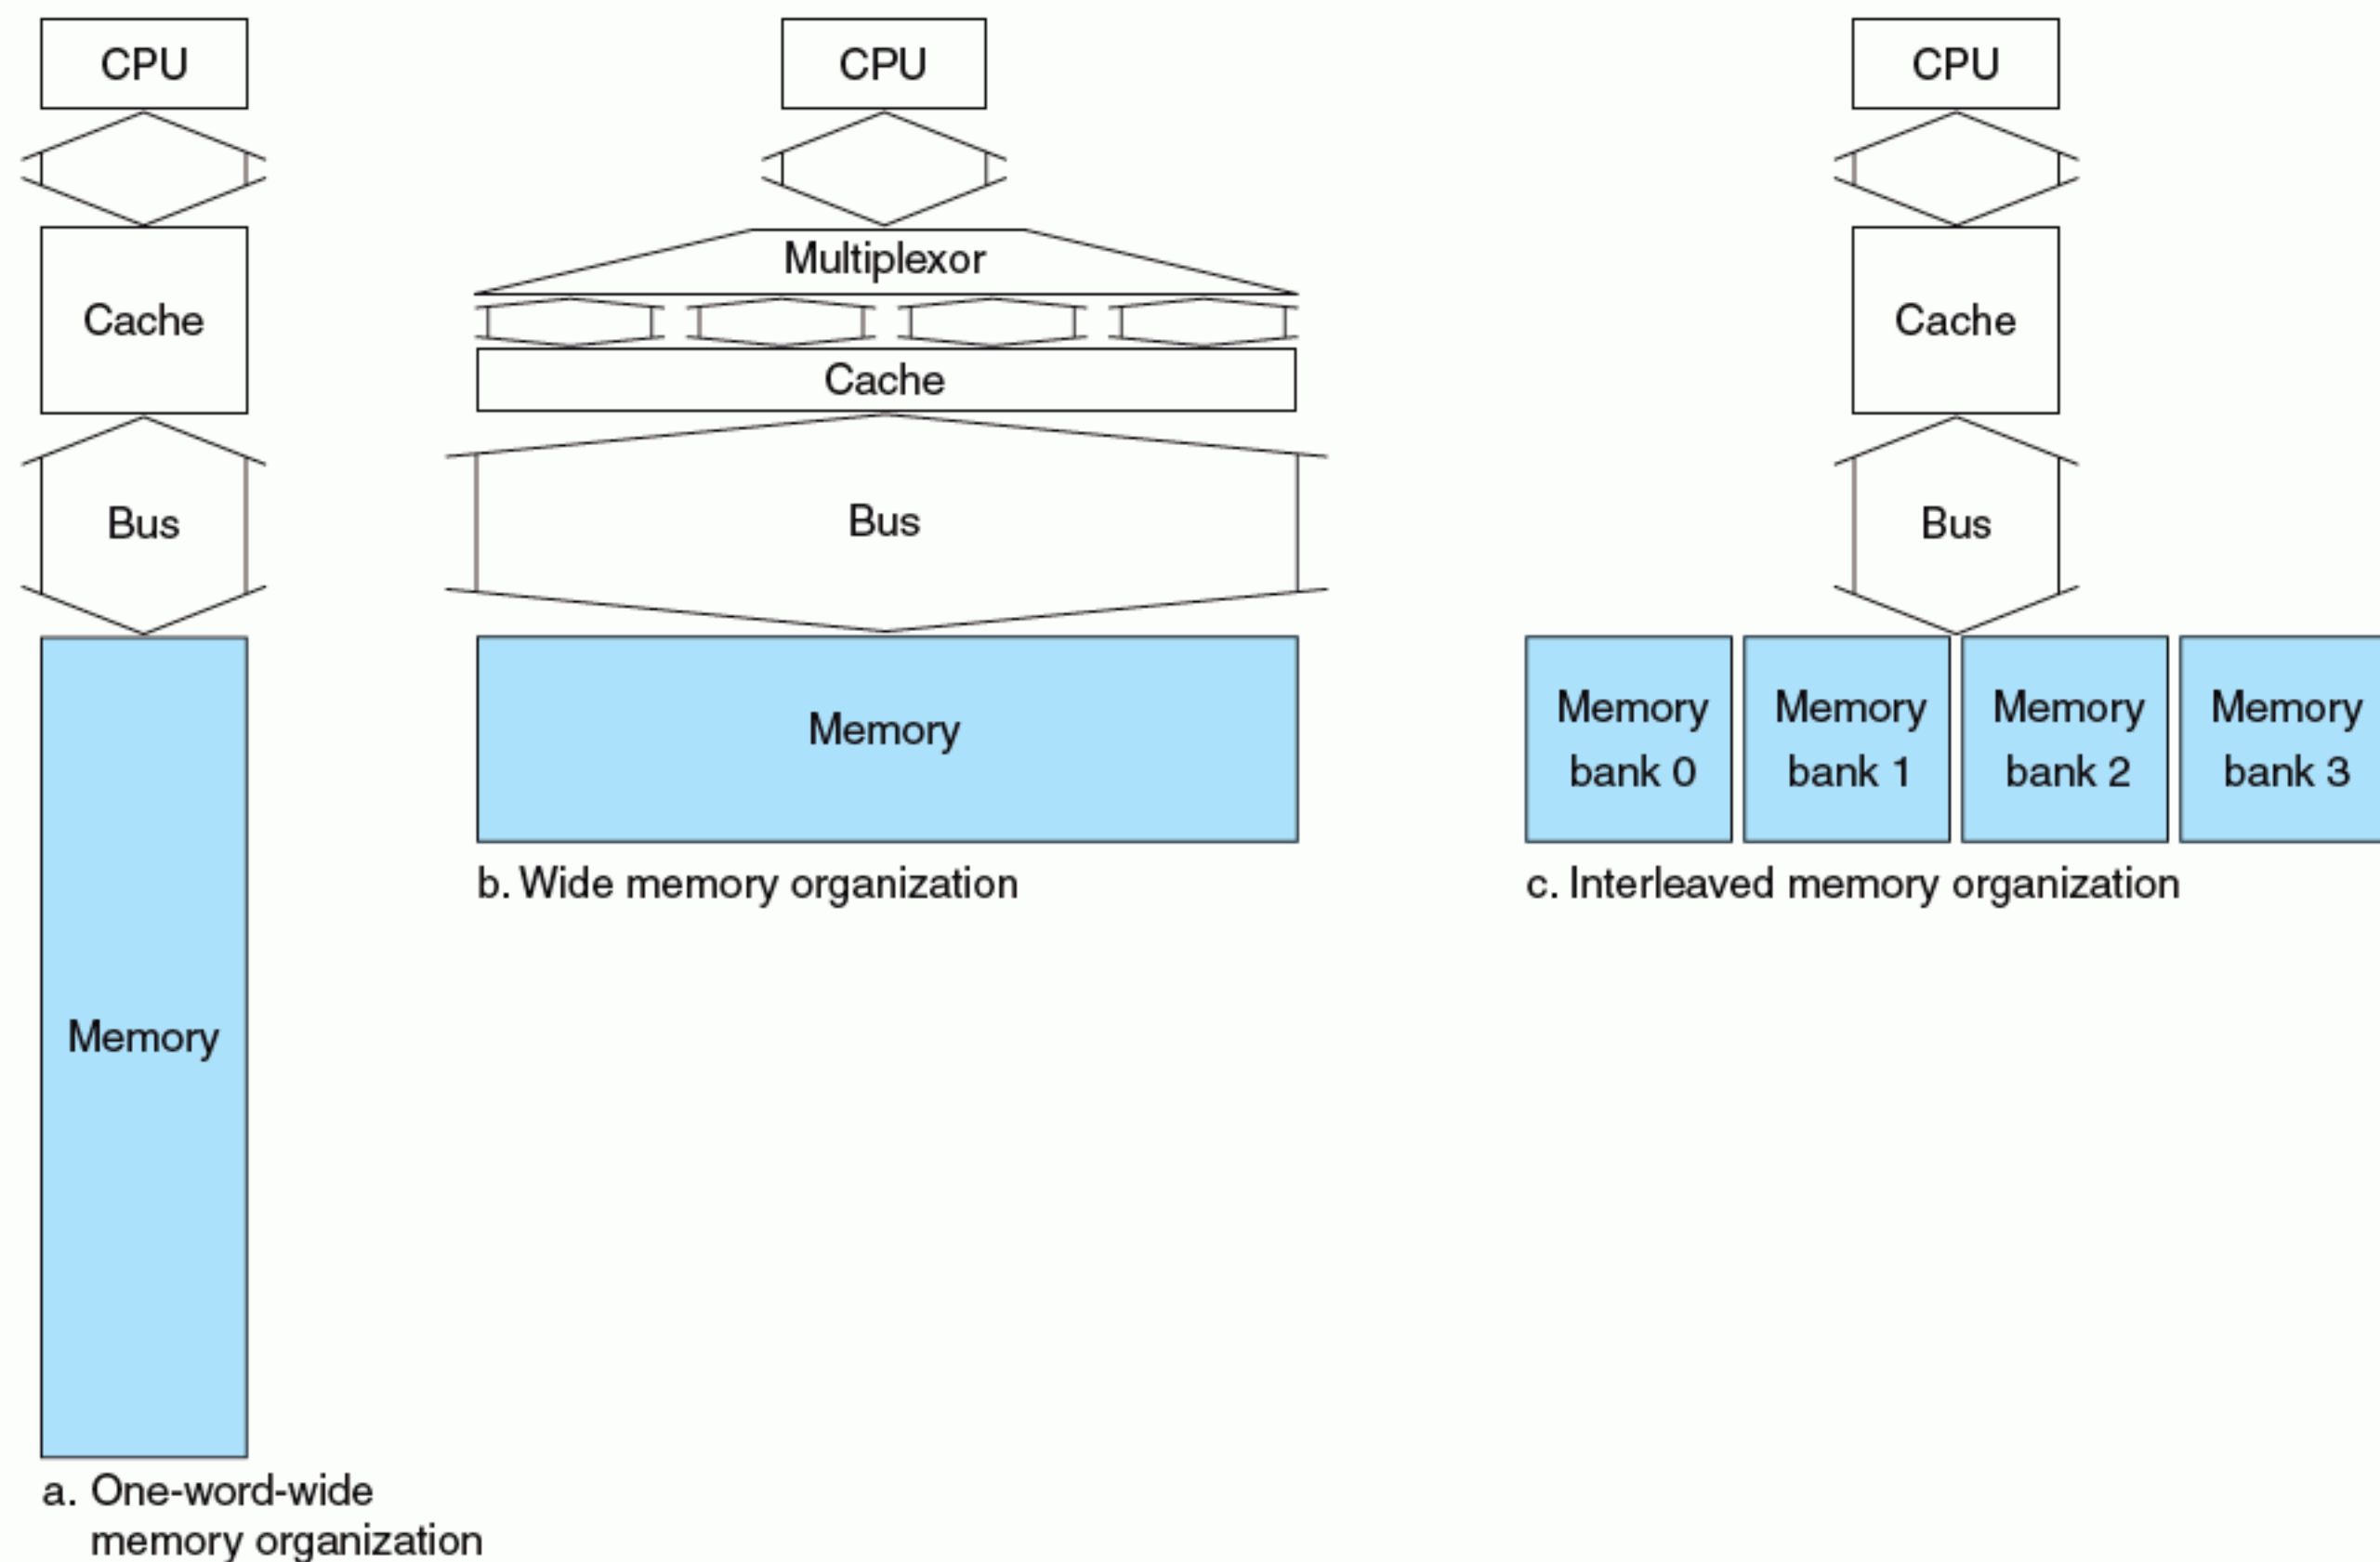 CPU
Cache
Bus
Memory
a. One-word-wide
memory organization
CPU
Multiplexor
Cache
Bus
Memory
b. Wide memory organization
CPU
Cache
Bus
Memory
bank 0
Memory
bank 1
Memory
bank 2
Memory
bank 3
c. Interleaved memory organization